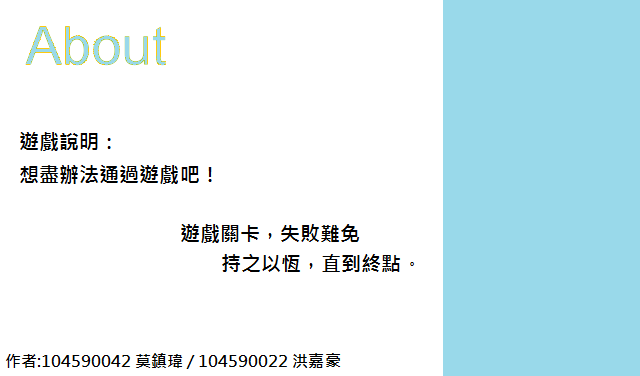 About
遊戲說明：
想盡辦法通過遊戲吧！
遊戲關卡，失敗難免
持之以恆，直到終點。
作者:104590042 莫鎮瑋 / 104590022 洪嘉豪